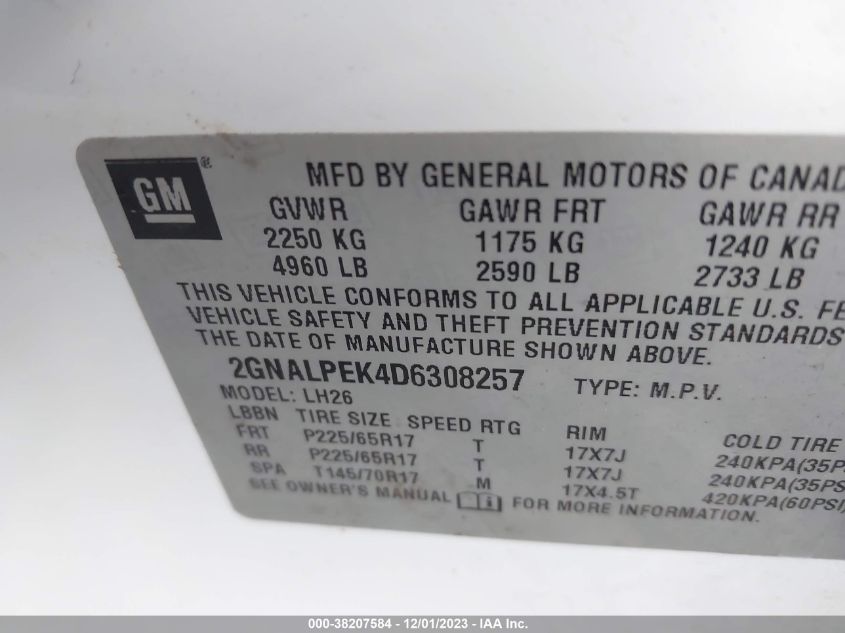 GM®
MFD BY GENERAL MOTORS OF CANAD
GVWR GAWR FRT GAWR RR
2250 KG 1175 KG 1240 KG
4960 LB 2590 LB 2733 LB
THIS VEHICLE CONFORMS TO ALL APPLICABLE U.S. FE
VEHICLE SAFETY AND THEFT PREVENTION STANDARDS
THE DATE OF MANUFACTURE SHOWN ABOVE.
2GNALPEK4D6308257 TYPE: M.P.V.
MODEL: LH26
LBBN TIRE SIZE SPEED RTG RIM COLD TIRE
FRT P225/65R17 T 17X7J 240KPA(35P
RR P225/65R17 T 17X7J 240KPA(35PS
SPA T145/70R17 M 17X4.5T 420KPA(60PSI)
SEE OWNER'S MANUAL i FOR MORE INFORMATION.
000-38207584 - 12/01/2023 - IAA Inc.